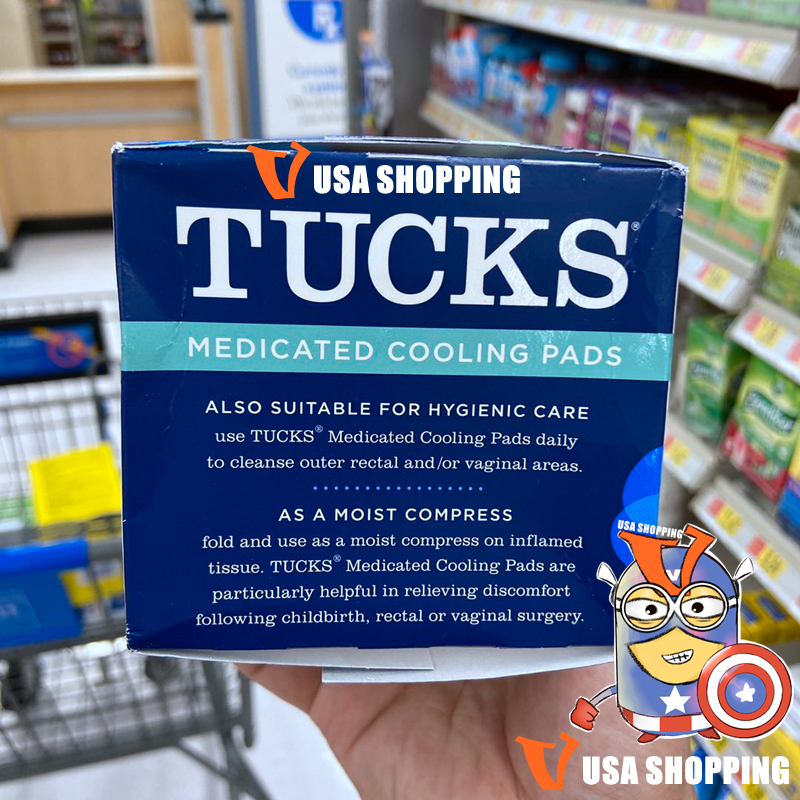 V USA SHOPPING
TUCKS®
MEDICATED COOLING PADS
ALSO SUITABLE FOR HYGIENIC CARE
use TUCKS® Medicated Cooling Pads daily
to cleanse outer rectal and/or vaginal areas.
AS A MOIST COMPRESS
fold and use as a moist compress on inflamed
tissue. TUCKS® Medicated Cooling Pads are
particularly helpful in relieving discomfort
following childbirth, rectal or vaginal surgery.
USA SHOPPING
V
V USA SHOPPING